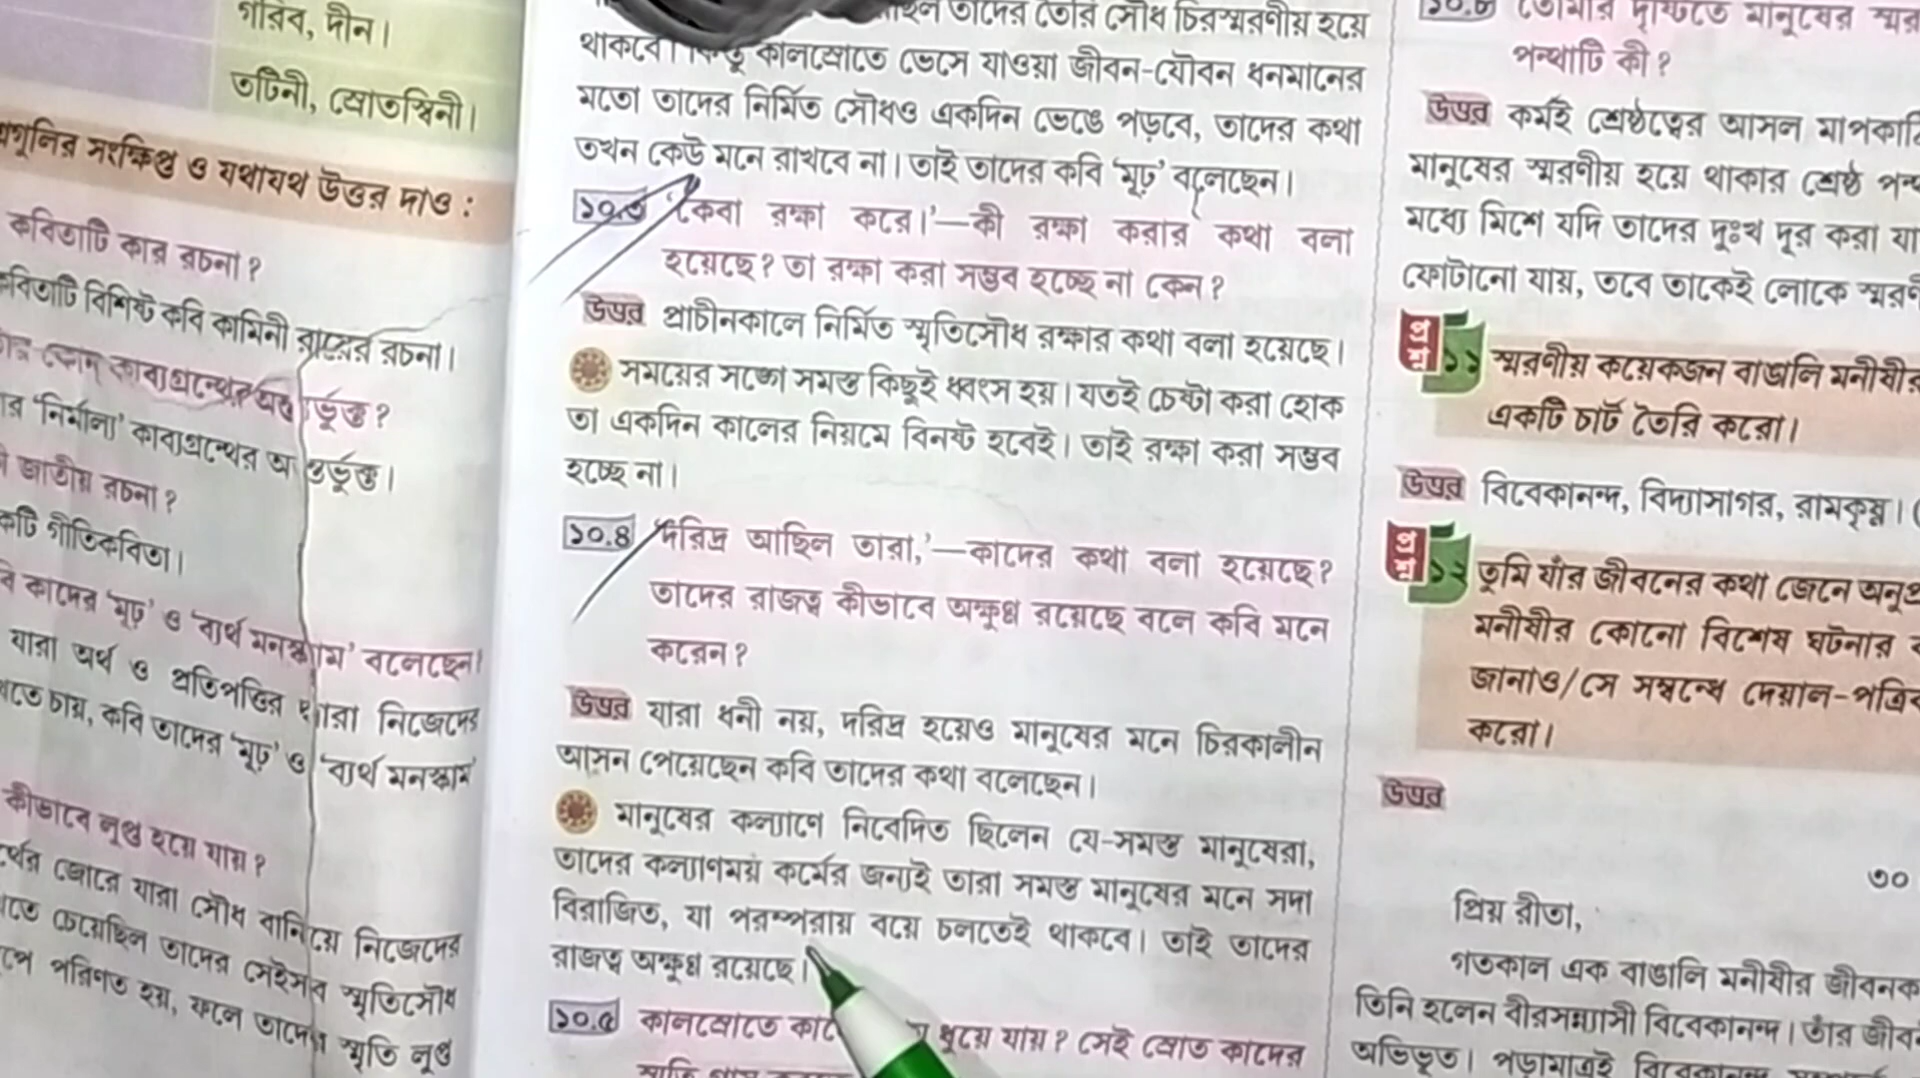 গরিব, দীন।
তটিনী, স্রোতস্বিনী।
সংক্ষিপ্ত ও যথাযথ উত্তর দাও :
কবিতাটি কার রচনা ?
কবিতাটি বিশিষ্ট কবি কামিনী রায়ের রচনা।
কোন্ কাব্যগ্রন্থের অন্তর্ভুক্ত ?
'নির্মাল্য' কাব্যগ্রন্থের অন্তর্ভুক্ত।
জাতীয় রচনা ?
একটি গীতিকবিতা।
কাদের 'মূঢ়' ও 'ব্যর্থ মনস্কাম' বলেছেন।
যারা অর্থ ও প্রতিপত্তির দ্বারা নিজেদের
চায়, কবি তাদের 'মূঢ়' ও 'ব্যর্থ মনস্কাম'
কীভাবে লুপ্ত হয়ে যায় ?
জোরে যারা সৌধ বানিয়ে নিজেদের
চেয়েছিল তাদের সেইসব স্মৃতিসৌধ
পরিণত হয়, ফলে তাদের স্মৃতি লুপ্ত
তাদের তৈরি সৌধ চিরস্মরণীয় হয়ে
থাকবে। কিন্তু কালস্রোতে ভেসে যাওয়া জীবন-যৌবন ধনমানের
মতো তাদের নির্মিত সৌধও একদিন ভেঙে পড়বে, তাদের কথা
তখন কেউ মনে রাখবে না। তাই তাদের কবি 'মূঢ়' বলেছেন।
১০.৩ 'কেবা রক্ষা করে।'—কী রক্ষা করার কথা বলা
হয়েছে ? তা রক্ষা করা সম্ভব হচ্ছে না কেন ?
উত্তর প্রাচীনকালে নির্মিত স্মৃতিসৌধ রক্ষার কথা বলা হয়েছে।
সময়ের সঙ্গে সমস্ত কিছুই ধ্বংস হয়। যতই চেষ্টা করা হোক
তা একদিন কালের নিয়মে বিনষ্ট হবেই। তাই রক্ষা করা সম্ভব
হচ্ছে না।
১০.৪ 'দরিদ্র আছিল তারা,'—কাদের কথা বলা হয়েছে ?
তাদের রাজত্ব কীভাবে অক্ষুণ্ণ রয়েছে বলে কবি মনে
করেন ?
উত্তর যারা ধনী নয়, দরিদ্র হয়েও মানুষের মনে চিরকালীন
আসন পেয়েছেন কবি তাদের কথা বলেছেন।
মানুষের কল্যাণে নিবেদিত ছিলেন যে-সমস্ত মানুষেরা,
তাদের কল্যাণময় কর্মের জন্যই তারা সমস্ত মানুষের মনে সদা
বিরাজিত, যা পরম্পরায় বয়ে চলতেই থাকবে। তাই তাদের
রাজত্ব অক্ষুণ্ণ রয়েছে।
১০.৫ কালস্রোতে ধুয়ে যায় ? সেই স্রোত কাদের
তোমার দৃষ্টিতে মানুষের
পন্থাটি কী ?
উত্তর কর্মই শ্রেষ্ঠত্বের আসল মাপকাঠি
মানুষের স্মরণীয় হয়ে থাকার শ্রেষ্ঠ
মধ্যে মিশে যদি তাদের দুঃখ দূর করা
ফোটানো যায়, তবে তাকেই লোকে
প্রশ্ন ১১ স্মরণীয় কয়েকজন বাঙালি মনীষীর
একটি চার্ট তৈরি করো।
উত্তর বিবেকানন্দ, বিদ্যাসাগর, রামকৃষ্ণ। (
প্রশ্ন ১২ তুমি যাঁর জীবনের কথা জেনে
মনীষীর কোনো বিশেষ ঘটনার
জানাও/সে সম্বন্ধে দেয়াল-পত্রি
করো।
উত্তর
৩০
প্রিয় রীতা,
গতকাল এক বাঙালি মনীষীর
তিনি হলেন বীরসন্ন্যাসী বিবেকানন্দ। তাঁর
অভিভূত। পড়ামাত্রই বিবেকানন্দ